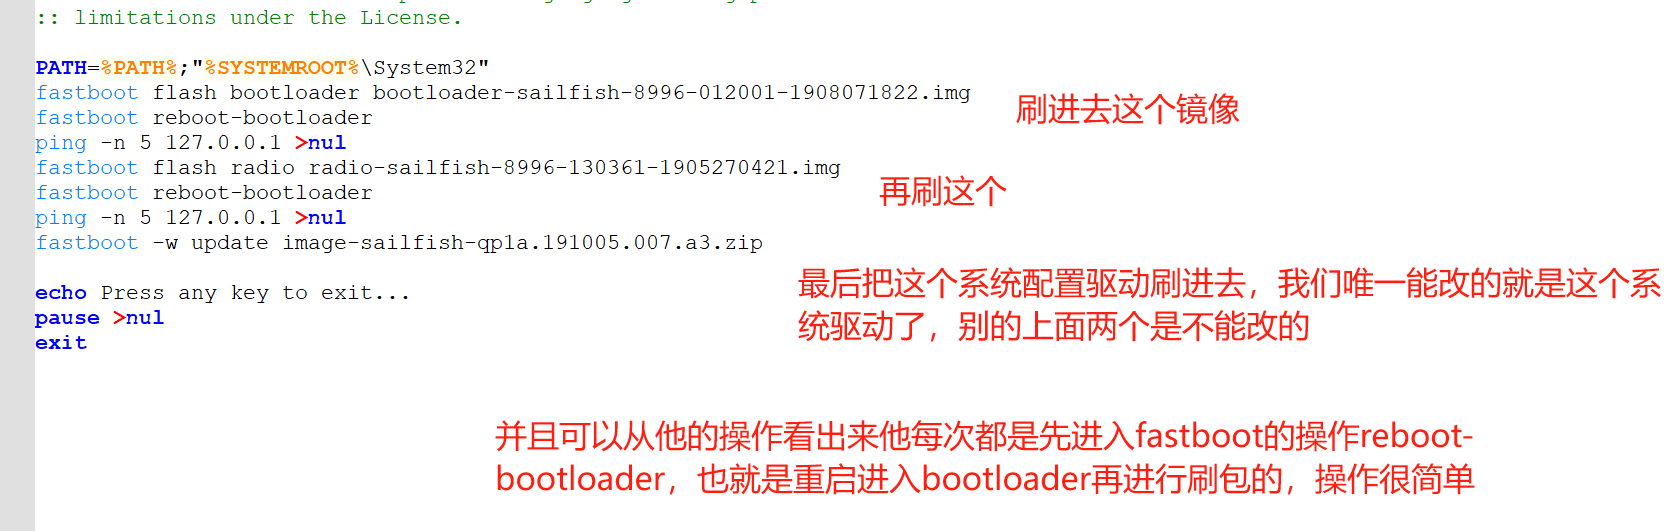 :: limitations under the License.
PATH=%PATH%;"%SYSTEMROOT%\System32"
fastboot flash bootloader bootloader-sailfish-8996-012001-1908071822.img
刷进去这个镜像
fastboot reboot-bootloader
ping -n 5 127.0.0.1 >nul
fastboot flash radio radio-sailfish-8996-130361-1905270421.img
再刷这个
fastboot reboot-bootloader
ping -n 5 127.0.0.1 >nul
fastboot -w update image-sailfish-qp1a.191005.007.a3.zip
最后把这个系统配置驱动刷进去，我们唯一能改的就是这个系
统驱动了，别的上面两个是不能改的
echo Press any key to exit...
pause >nul
exit
并且可以从他的操作看出来他每次都是先进入fastboot的操作reboot-
bootloader，也就是重启进入bootloader再进行刷包的，操作很简单